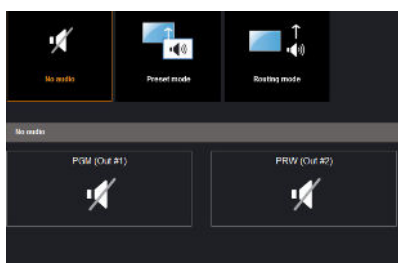 No audio
Preset mode
Routing mode
No audio
PGM (Out #1)
PRW (Out #2)